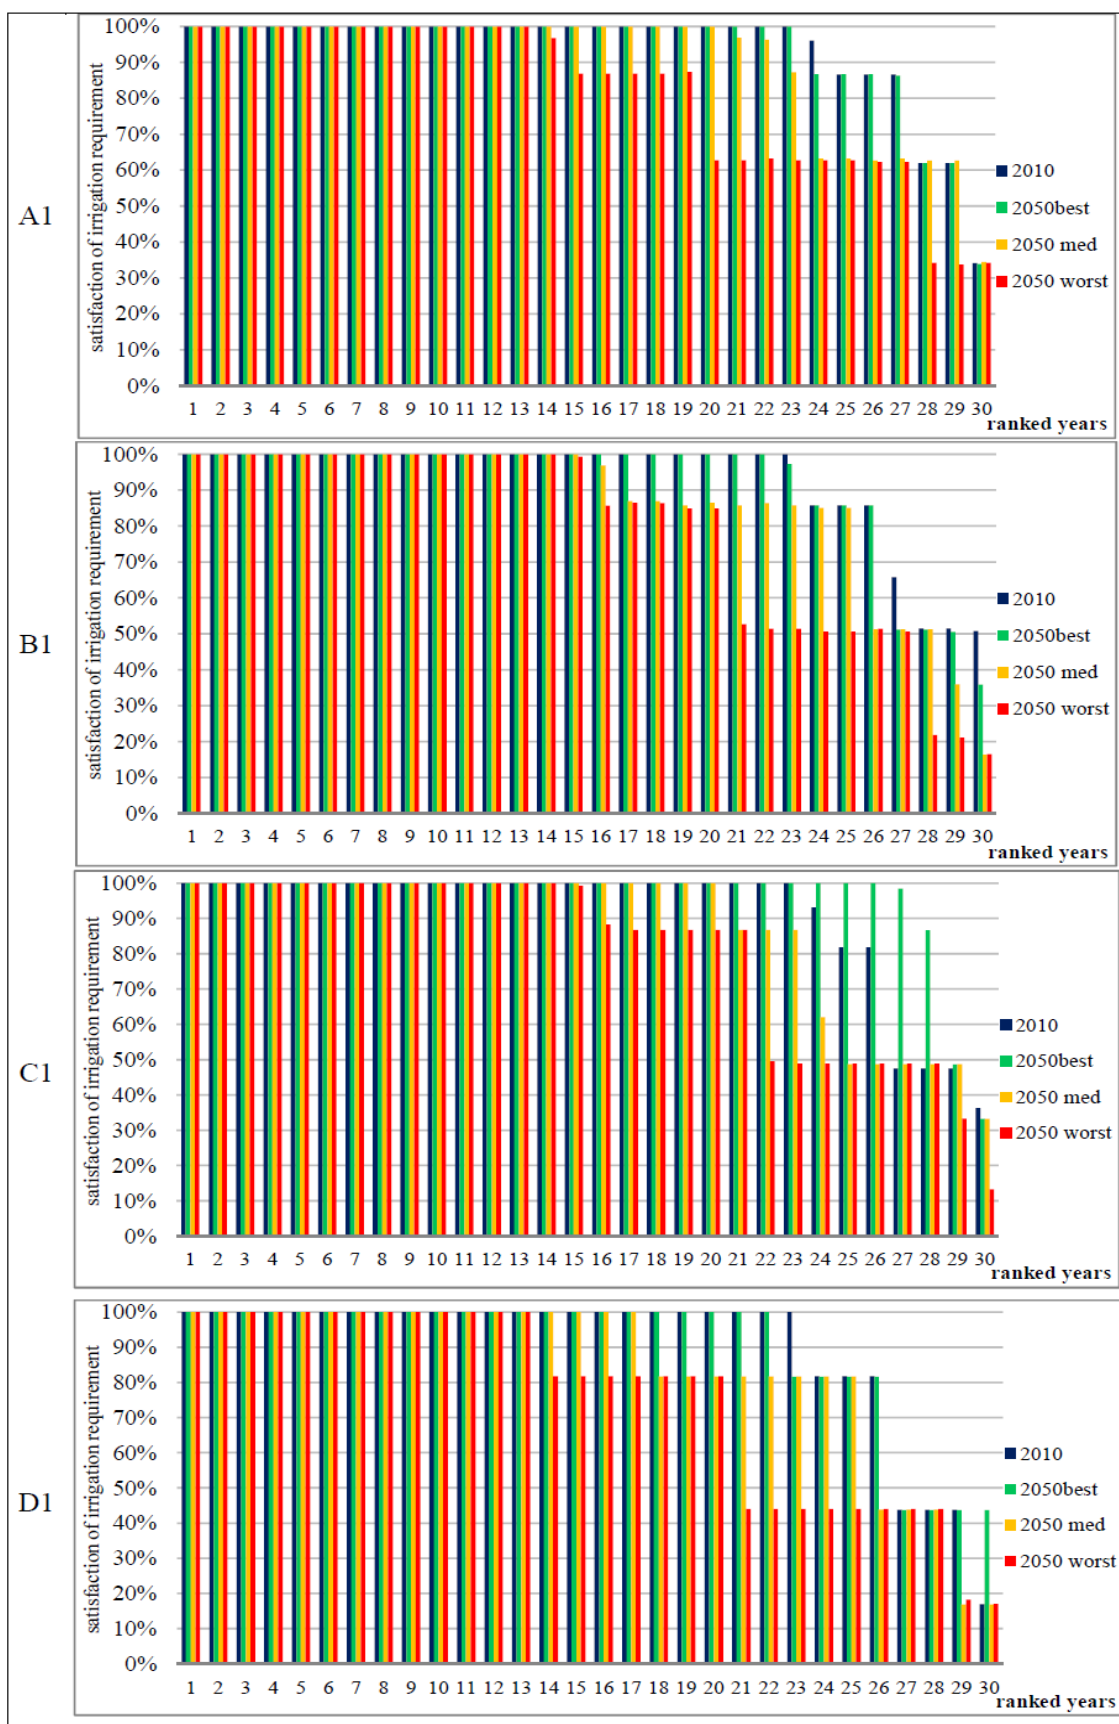 A1
satisfaction of irrigation requirement
100%
90%
80%
70%
60%
50%
40%
30%
20%
10%
0%
1 2 3 4 5 6 7 8 9 10 11 12 13 14 15 16 17 18 19 20 21 22 23 24 25 26 27 28 29 30
ranked years
2010
2050best
2050 med
2050 worst
B1
satisfaction of irrigation requirement
100%
90%
80%
70%
60%
50%
40%
30%
20%
10%
0%
1 2 3 4 5 6 7 8 9 10 11 12 13 14 15 16 17 18 19 20 21 22 23 24 25 26 27 28 29 30
ranked years
2010
2050best
2050 med
2050 worst
C1
satisfaction of irrigation requirement
100%
90%
80%
70%
60%
50%
40%
30%
20%
10%
0%
1 2 3 4 5 6 7 8 9 10 11 12 13 14 15 16 17 18 19 20 21 22 23 24 25 26 27 28 29 30
ranked years
2010
2050best
2050 med
2050 worst
D1
satisfaction of irrigation requirement
100%
90%
80%
70%
60%
50%
40%
30%
20%
10%
0%
1 2 3 4 5 6 7 8 9 10 11 12 13 14 15 16 17 18 19 20 21 22 23 24 25 26 27 28 29 30
ranked years
2010
2050best
2050 med
2050 worst